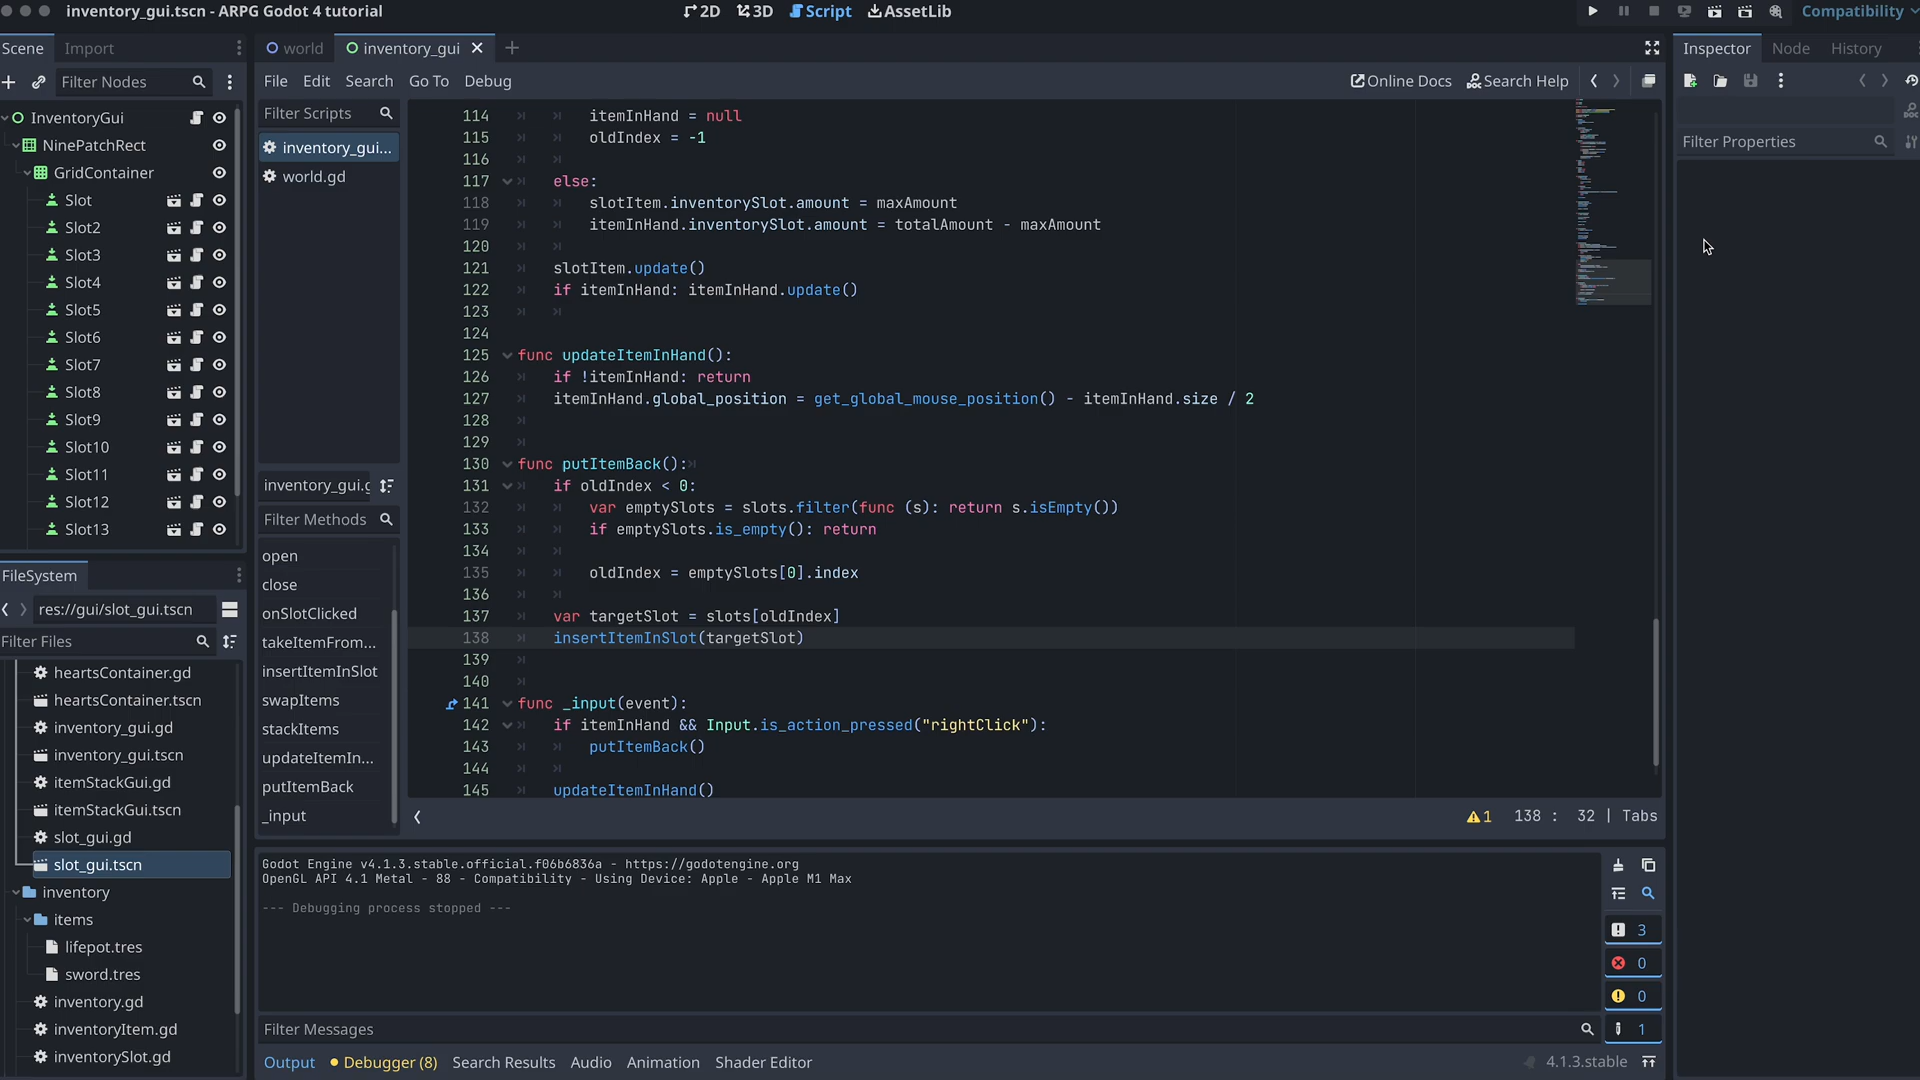 inventory_gui.tscn - ARPG Godot 4 tutorial
2D
3D
Script
AssetLib
Compatibility
Scene
Import
world
inventory_gui
Inspector
Node
History
Filter Nodes
File
Edit
Search
Go To
Debug
Online Docs
Search Help
Filter Scripts
inventory_gui...
world.gd
Filter Properties
InventoryGui
NinePatchRect
GridContainer
Slot
Slot2
Slot3
Slot4
Slot5
Slot6
Slot7
Slot8
Slot9
Slot10
Slot11
Slot12
Slot13
114 itemInHand = null
115 oldIndex = -1
116
117 else:
118 slotItem.inventorySlot.amount = maxAmount
119 itemInHand.inventorySlot.amount = totalAmount - maxAmount
120
121 slotItem.update()
122 if itemInHand: itemInHand.update()
123
124
125 func updateItemInHand():
126 if !itemInHand: return
127 itemInHand.global_position = get_global_mouse_position() - itemInHand.size / 2
128
129
130 func putItemBack():
131 if oldIndex < 0:
132 var emptySlots = slots.filter(func (s): return s.isEmpty())
133 if emptySlots.is_empty(): return
134
135 oldIndex = emptySlots[0].index
136
137 var targetSlot = slots[oldIndex]
138 insertItemInSlot(targetSlot)
139
140
141 func _input(event):
142 if itemInHand && Input.is_action_pressed("rightClick"):
143 putItemBack()
144
145 updateItemInHand()
inventory_gui.g
Filter Methods
open
close
onSlotClicked
takeItemFrom...
insertItemInSlot
swapItems
stackItems
updateItemIn...
putItemBack
_input
1
138 : 32 | Tabs
FileSystem
res://gui/slot_gui.tscn
Filter Files
heartsContainer.gd
heartsContainer.tscn
inventory_gui.gd
inventory_gui.tscn
itemStackGui.gd
itemStackGui.tscn
slot_gui.gd
slot_gui.tscn
inventory
items
lifepot.tres
sword.tres
inventory.gd
inventoryItem.gd
inventorySlot.gd
Godot Engine v4.1.3.stable.official.f06b6836a - https://godotengine.org
OpenGL API 4.1 Metal - 88 - Compatibility - Using Device: Apple - Apple M1 Max
--- Debugging process stopped ---
3
0
0
1
Filter Messages
Output
Debugger (8)
Search Results
Audio
Animation
Shader Editor
4.1.3.stable